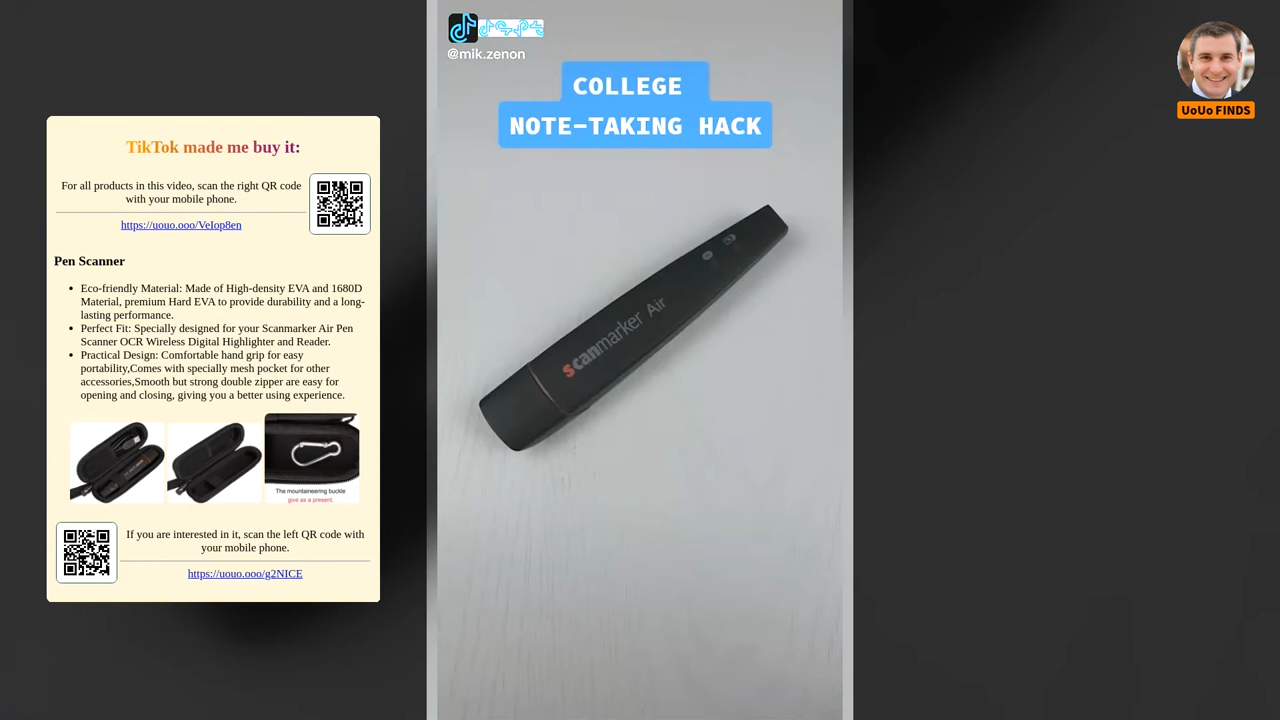 TikTok made me buy it:
For all products in this video, scan the right QR code
with your mobile phone.
https://uouo.ooo/VeIop8en
Pen Scanner
• Eco-friendly Material: Made of High-density EVA and 1680D
Material, premium Hard EVA to provide durability and a long-
lasting performance.
• Perfect Fit: Specially designed for your Scanmarker Air Pen
Scanner OCR Wireless Digital Highlighter and Reader.
• Practical Design: Comfortable hand grip for easy
portability,Comes with specially mesh pocket for other
accessories,Smooth but strong double zipper are easy for
opening and closing, giving you a better using experience.
The mountaineering buckle
give as a present
If you are interested in it, scan the left QR code with
your mobile phone.
https://uouo.ooo/g2NICE
@mik.zenon
COLLEGE
NOTE-TAKING HACK
scanmarker Air
UoUo FINDS